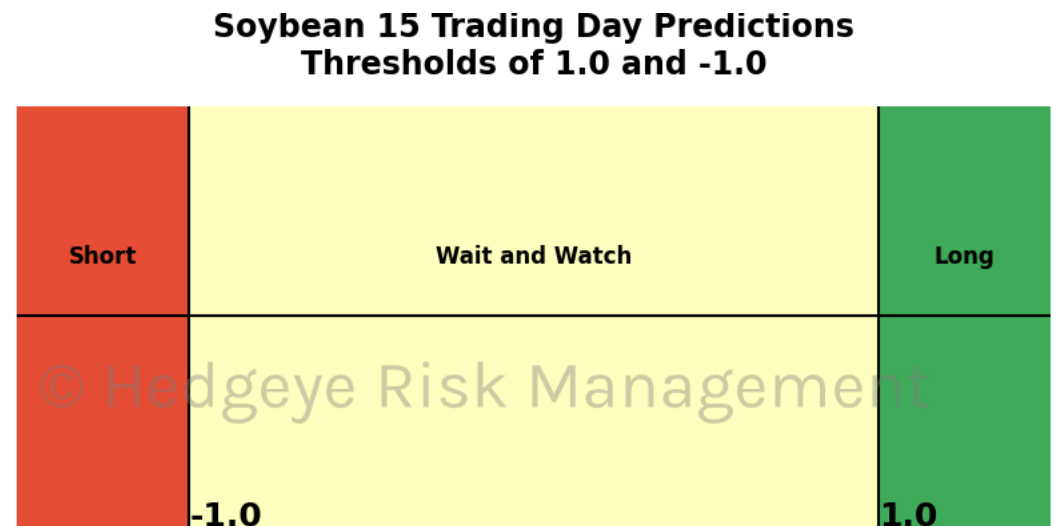 Soybean 15 Trading Day Predictions
Thresholds of 1.0 and -1.0
Short Wait and Watch Long
© Hedgeye Risk Management
-1.0 1.0